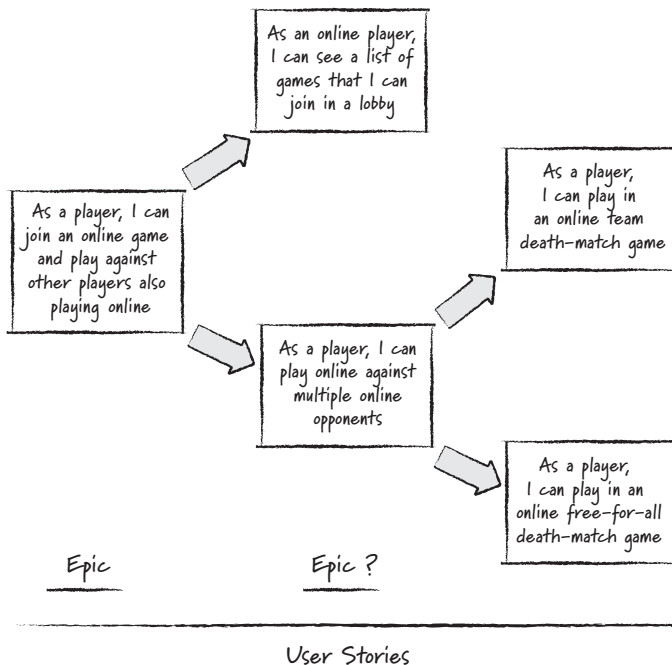 As an online player,
I can see a list of
games that I can
join in a lobby
As a player, I can
join an online game
and play against
other players also
playing online
As a player,
I can play in
an online team
death-match game
As a player, I can
play online against
multiple online
opponents
As a player,
I can play in an
online free-for-all
death-match game
Epic
Epic ?
User Stories